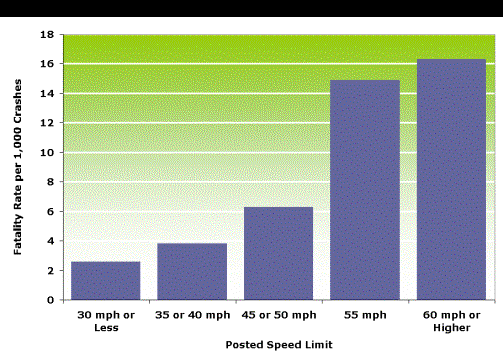 18
16
14
12
10
8
6
4
2
0
Fatality Rate per 1,000 Crashes
30 mph or
Less
35 or 40 mph
45 or 50 mph
55 mph
60 mph or
Higher
Posted Speed Limit